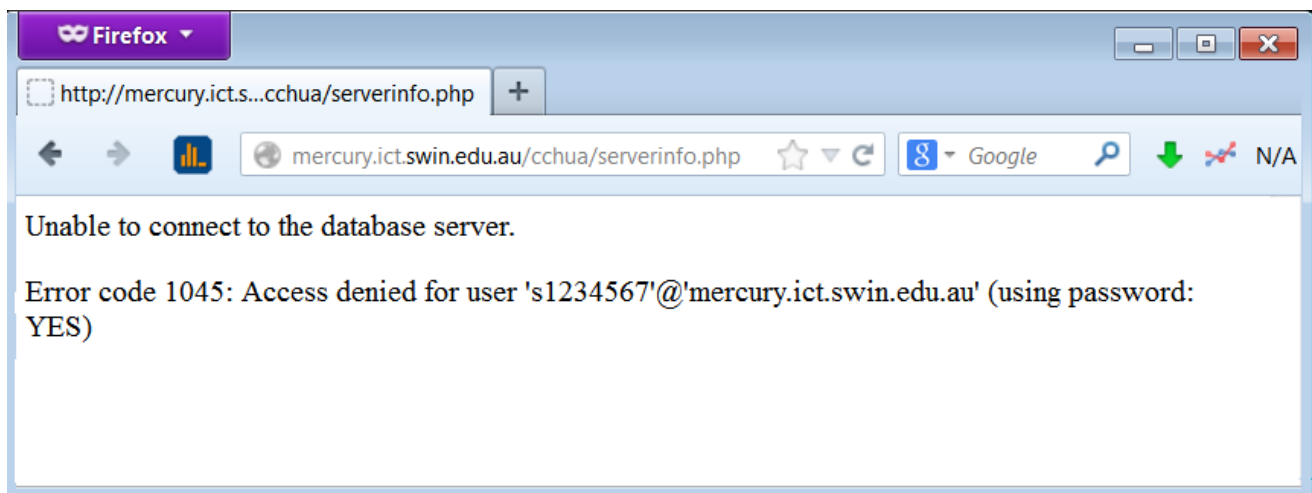 Firefox
http://mercury.ict.s...cchua/serverinfo.php
mercury.ict.swin.edu.au/cchua/serverinfo.php
8 Google
N/A
Unable to connect to the database server.
Error code 1045: Access denied for user 's1234567'@'mercury.ict.swin.edu.au' (using password:
YES)